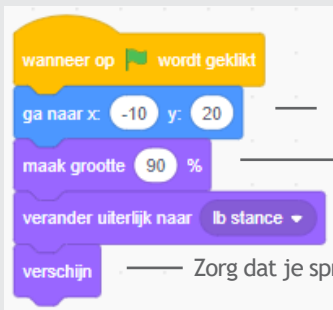 wanneer op wordt geklikt
ga naar x: -10 y: 20
maak grootte 90 %
verander uiterlijk naar lb stance
verschijn
Zorg dat je